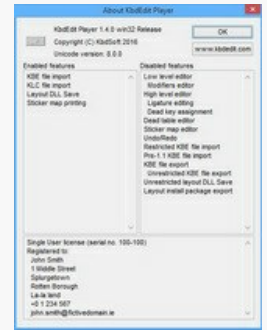 About KbdEdit Player
KbdEdit Player 1.4.0 win32 Release
Copyright (C) KbdSoft 2016
Unicode version: 8.0.0
OK
www.kbdedit.com
Enabled features
KBE file import
KLC file import
Layout DLL Save
Sticker map printing
Disabled features
Low level editor
Modifiers editor
High level editor
Ligature editing
Dead key assignment
Dead table editor
Sticker map editor
Undo/Redo
Restricted KBE file import
Pre-1.1 KBE file import
KBE file export
Unrestricted KBE file export
Unrestricted layout DLL Save
Layout install package export
Single User license (serial no. 100-100)
Registered to:
John Smith
1 Middle Street
Splurgetown
Rotten Borough
La-la land
+0 1 234 567
john.smith@fictivedomain.ie